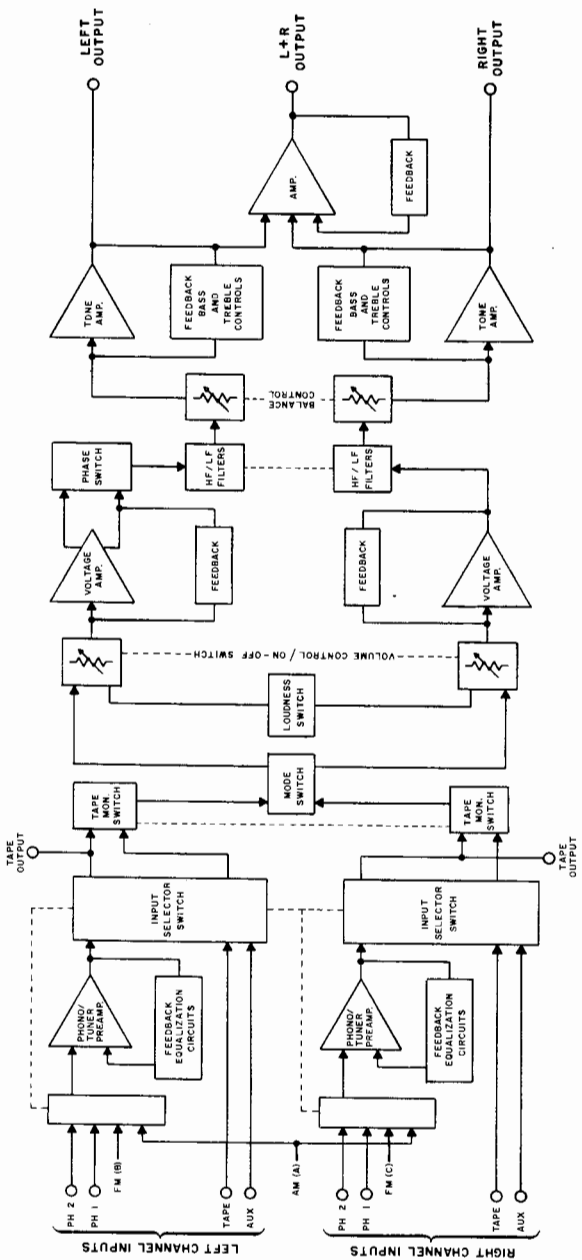 LEFT CHANNEL INPUTS
PH 2
PH 1
FM (B)
TAPE
AUX
AM (A)
RIGHT CHANNEL INPUTS
PH 2
PH 1
FM (C)
TAPE
AUX
PHONO/
TUNER
PREAMP.
FEEDBACK
EQUALIZATION
CIRCUITS
PHONO/
TUNER
PREAMP.
FEEDBACK
EQUALIZATION
CIRCUITS
INPUT
SELECTOR
SWITCH
INPUT
SELECTOR
SWITCH
TAPE
OUTPUT
TAPE
OUTPUT
TAPE
MON.
SWITCH
TAPE
MON.
SWITCH
MODE
SWITCH
LOUDNESS
SWITCH
VOLUME CONTROL / ON-OFF SWITCH
VOLTAGE
AMP.
FEEDBACK
FEEDBACK
VOLTAGE
AMP.
PHASE
SWITCH
HF/LF
FILTERS
HF/LF
FILTERS
BALANCE
CONTROL
TONE
AMP.
FEEDBACK
BASS
AND
TREBLE
CONTROLS
FEEDBACK
BASS
AND
TREBLE
CONTROLS
TONE
AMP.
AMP.
FEEDBACK
LEFT
OUTPUT
L+R
OUTPUT
RIGHT
OUTPUT